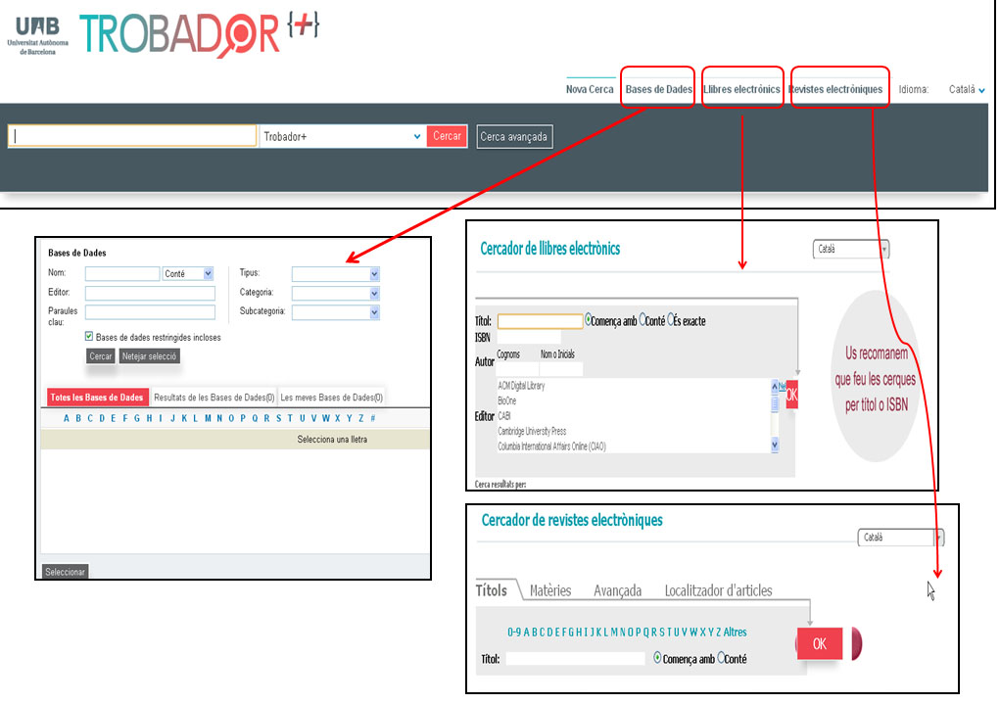 UAB
Universitat Autònoma
de Barcelona
TROBADOR {+}
Nova Cerca Bases de Dades Llibres electrònics Revistes electròniques Idioma: Català
Trobador+ Cercar Cerca avançada
Bases de Dades
Nom: Conté Tipus:
Editor: Categoria:
Paraules clau: Subcategoria:
Bases de dades restringides incloses
Cercar Netejar selecció
Totes les Bases de Dades Resultats de les Bases de Dades(0) Les meves Bases de Dades(0)
A B C D E F G H I J K L M N O P Q R S T U V W X Y Z #
Selecciona una lletra
Seleccionar
Cercador de llibres electrònics
Català
Títol: Comença amb Conté És exacte
ISBN
Cognoms Nom o Inicials
Autor
ACM Digital Library
BioOne
CABI
Editor
Cambridge University Press
Columbia International Affairs Online (CIAO)
OK
Cerca resultats per:
Us recomanem
que feu les cerques
per títol o ISBN
Cercador de revistes electròniques
Català
Títols Matèries Avançada Localitzador d'articles
0-9 A B C D E F G H I J K L M N O P Q R S T U V W X Y Z Altres
Títol: Comença amb Conté
OK